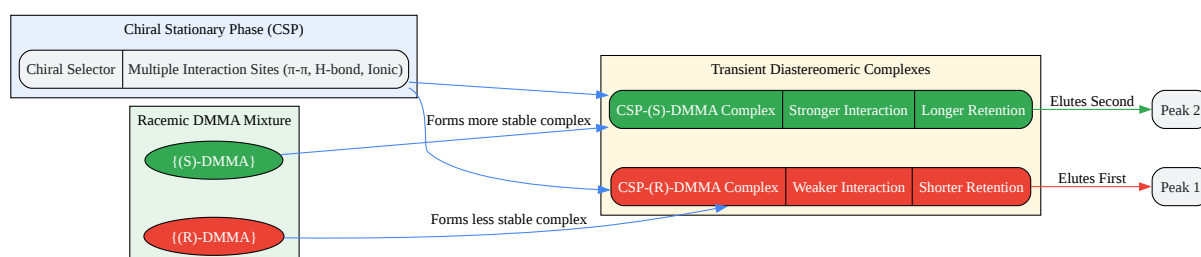 Chiral Stationary Phase (CSP)
Chiral Selector
Multiple Interaction Sites (π-π, H-bond, Ionic)
Racemic DMMA Mixture
{(S)-DMMA}
{(R)-DMMA}
Forms more stable complex
Forms less stable complex
Transient Diastereomeric Complexes
CSP-(S)-DMMA Complex
Stronger Interaction
Longer Retention
CSP-(R)-DMMA Complex
Weaker Interaction
Shorter Retention
Elutes Second
Peak 2
Elutes First
Peak 1